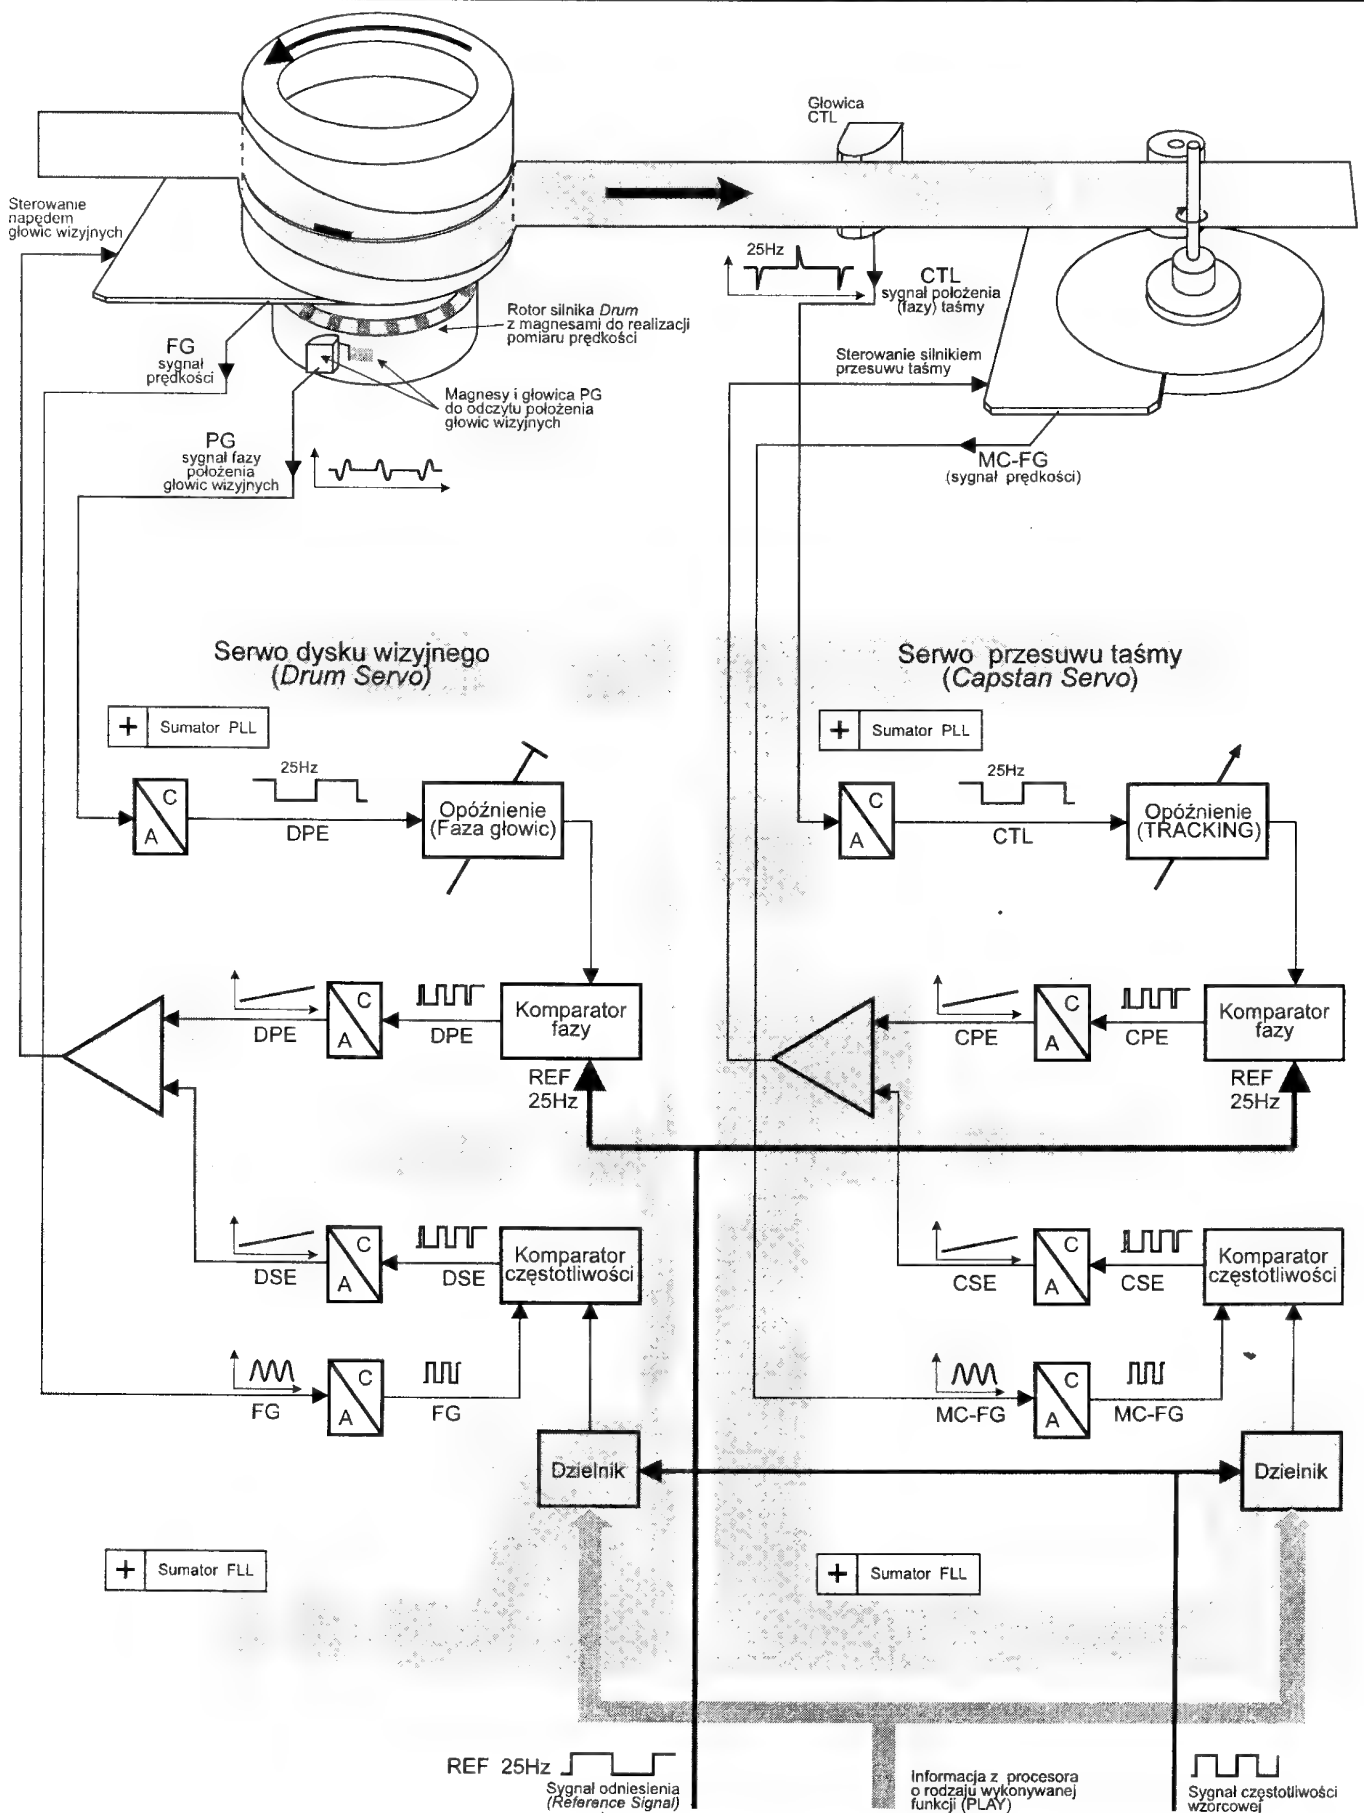 Głowica
CTL
Sterowanie
napędem
głowic wizyjnych
25Hz
CTL
sygnał położenia
(fazy) taśmy
Rotor silnika Drum
z magnesami do realizacji
pomiaru prędkości
FG
sygnał
prędkości
Sterowanie silnikiem
przesuwu taśmy
Magnesy i głowica PG
do odczytu położenia
głowic wizyjnych
PG
sygnał fazy
położenia
głowic wizyjnych
MC-FG
(sygnał prędkości)
Serwo dysku wizyjnego
(Drum Servo)
Serwo przesuwu taśmy
(Capstan Servo)
+ Sumator PLL
+ Sumator PLL
C
A
25Hz
DPE
Opóźnienie
(Faza głowic)
C
A
25Hz
CTL
Opóźnienie
(TRACKING)
DPE
C
A
DPE
Komparator
fazy
CPE
C
A
CPE
Komparator
fazy
REF
25Hz
REF
25Hz
DSE
C
A
DSE
Komparator
częstotliwości
CSE
C
A
CSE
Komparator
częstotliwości
FG
C
A
FG
MC-FG
C
A
MC-FG
Dzielnik
Dzielnik
+ Sumator FLL
+ Sumator FLL
REF 25Hz
Sygnał odniesienia
(Reference Signal)
Informacja z procesora
o rodzaju wykonywanej
funkcji (PLAY)
Sygnał częstotliwości
wzorcowej